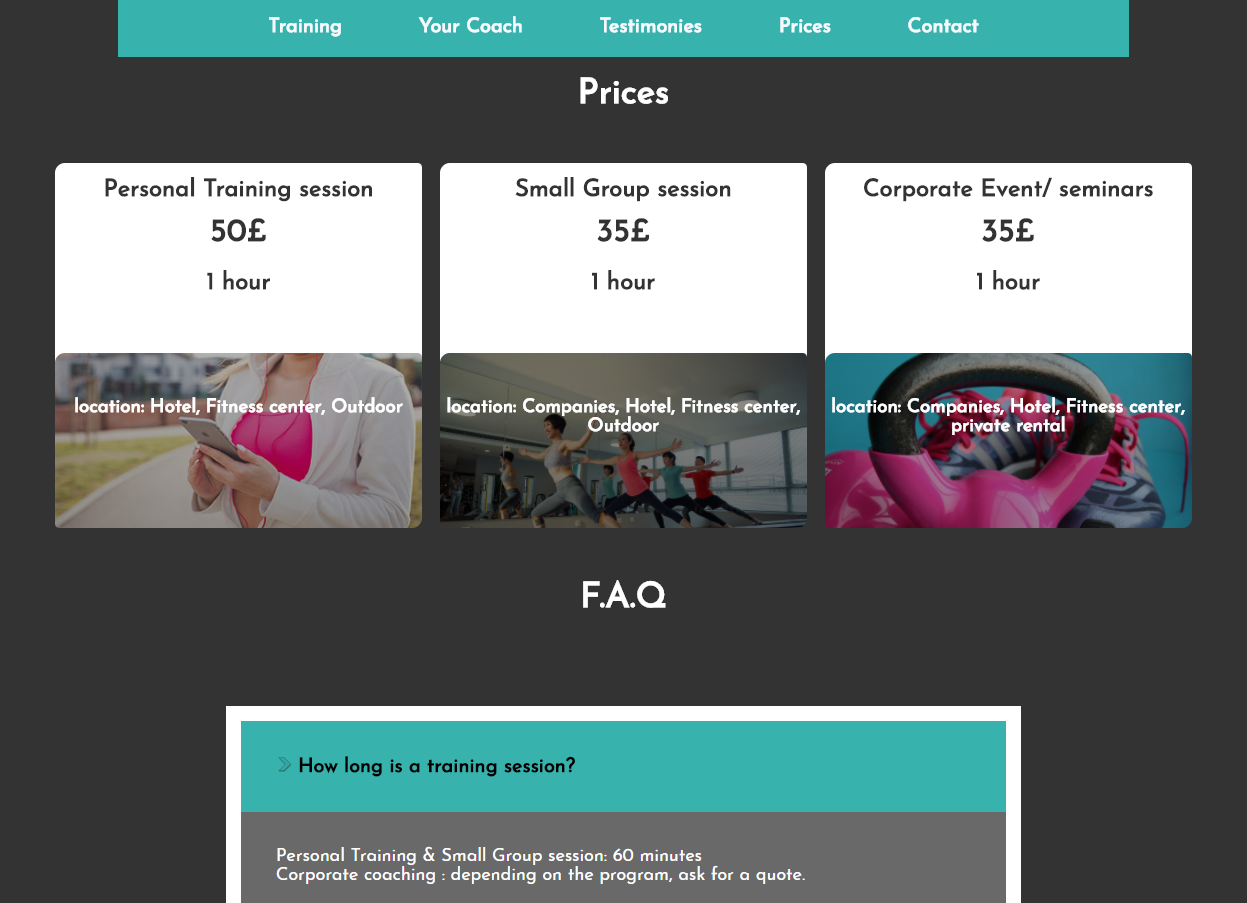 Training Your Coach Testimonies Prices Contact
Prices
Personal Training session
50£
1 hour
location: Hotel, Fitness center, Outdoor
Small Group session
35£
1 hour
location: Companies, Hotel, Fitness center,
Outdoor
Corporate Event/ seminars
35£
1 hour
location: Companies, Hotel, Fitness center,
private rental
F.A.Q
How long is a training session?
Personal Training & Small Group session: 60 minutes
Corporate coaching : depending on the program, ask for a quote.